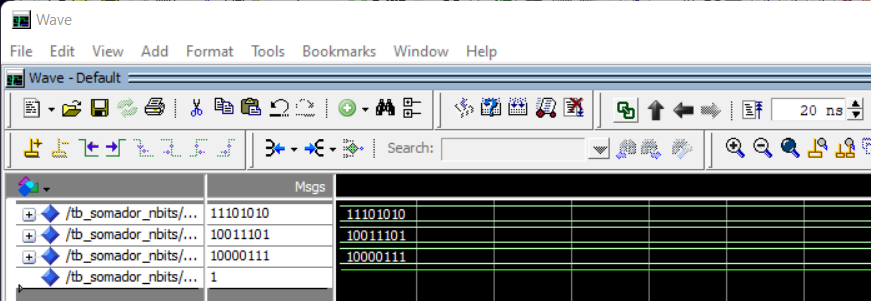 Wave
File Edit View Add Format Tools Bookmarks Window Help
Wave - Default
20 ns
Search:
Msgs
/tb_somador_nbits/... 11101010 11101010
/tb_somador_nbits/... 10011101 10011101
/tb_somador_nbits/... 10000111 10000111
/tb_somador_nbits/... 1